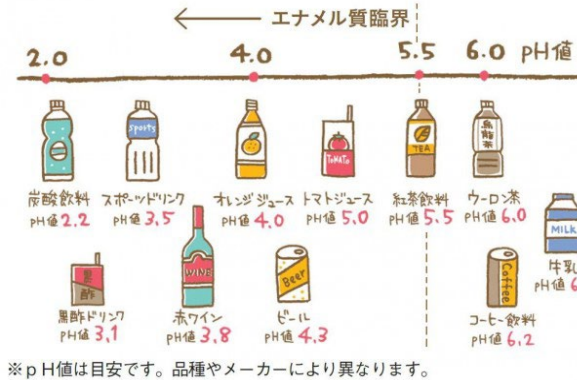 エナメル質臨界
2.0 4.0 5.5 6.0 pH値
Sports
TEA
烏龍茶
TOMATO
炭酸飲料 スポーツドリンク オレンジジュース トマトジュース 紅茶飲料 ウーロン茶
pH値2.2 pH値3.5 pH値4.0 pH値5.0 pH値5.5 pH値6.0
MILK
黒酢
WINE
Beer
Coffee
牛乳
pH値6
黒酢ドリンク 赤ワイン ビール コーヒー飲料
pH値3.1 pH値3.8 pH値4.3 pH値6.2
※pH値は目安です。品種やメーカーにより異なります。